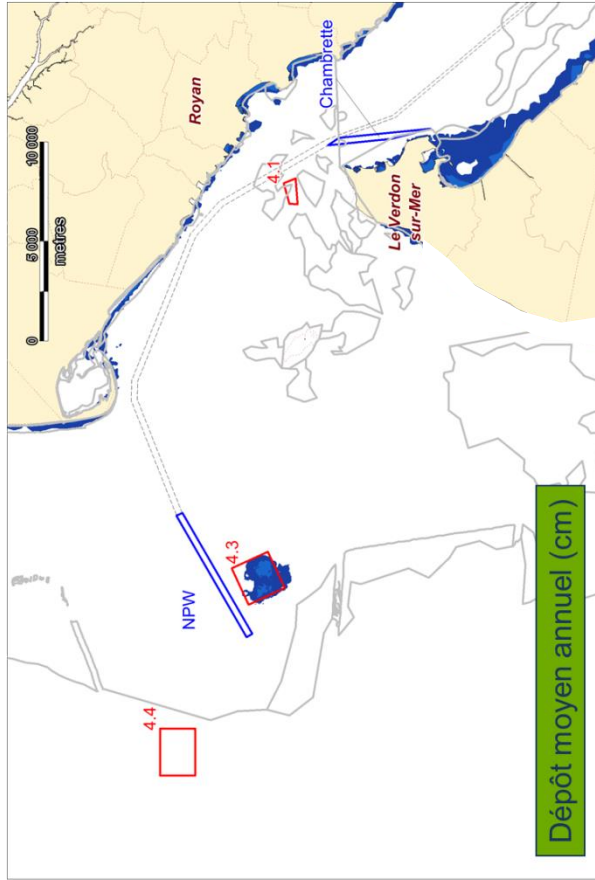 0
5 000
10 000
metres
Royan
Chambrette
4.1
Le Verdon
sur-Mer
NPW
4.3
4.4
Dépôt moyen annuel (cm)